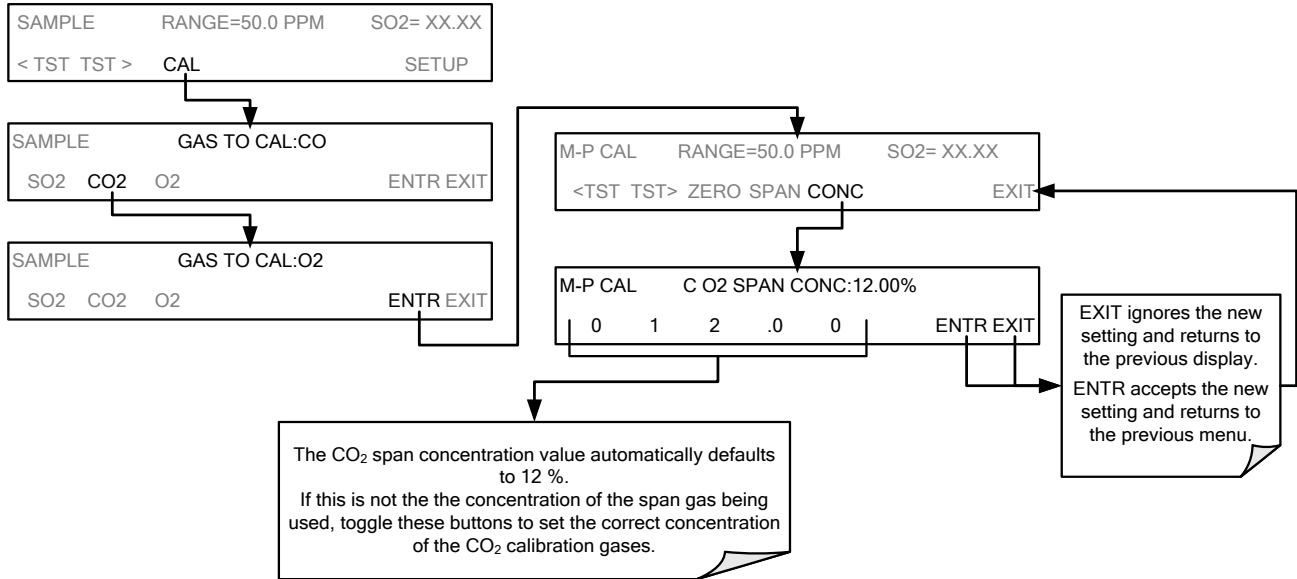 SAMPLE RANGE=50.0 PPM SO2= XX.XX
< TST TST > CAL SETUP
SAMPLE GAS TO CAL:CO
SO2 CO2 O2 ENTR EXIT
SAMPLE GAS TO CAL:O2
SO2 CO2 O2 ENTR EXIT
M-P CAL RANGE=50.0 PPM SO2= XX.XX
<TST TST> ZERO SPAN CONC EXIT
M-P CAL C O2 SPAN CONC:12.00%
0 1 2 .0 0 ENTR EXIT
EXIT ignores the new
setting and returns to
the previous display.
ENTR accepts the new
setting and returns to
the previous menu.
The CO₂ span concentration value automatically defaults
to 12 %.
If this is not the the concentration of the span gas being
used, toggle these buttons to set the correct concentration
of the CO₂ calibration gases.